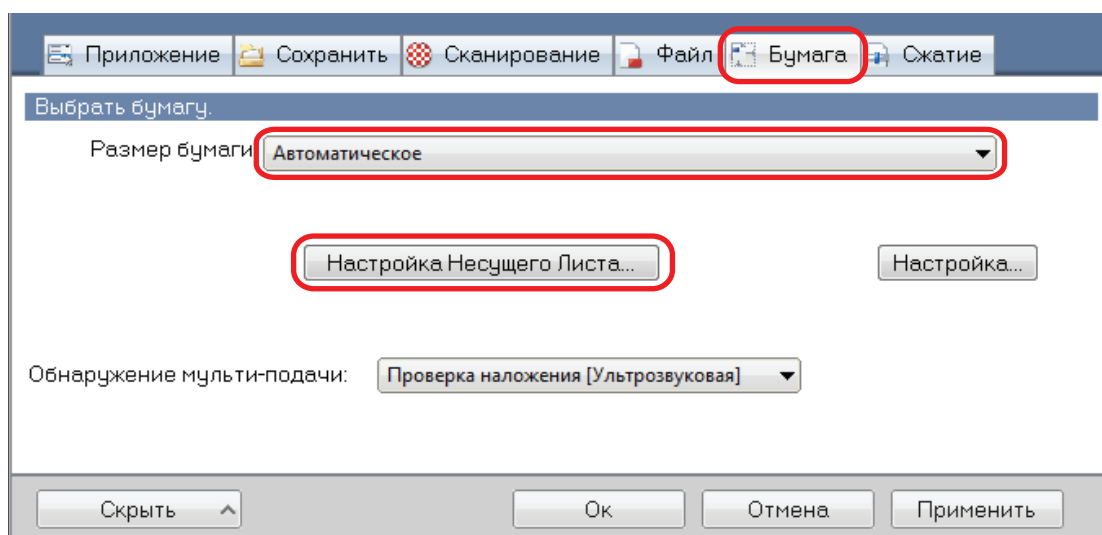 Приложение Сохранить Сканирование Файл Бумага Сжатие
Выбрать бумагу.
Размер бумаги Автоматическое
Настройка Несущего Листа... Настройка...
Обнаружение мульти-подачи: Проверка наложения [Ультрозвуковая]
Скрыть Ок Отмена Применить